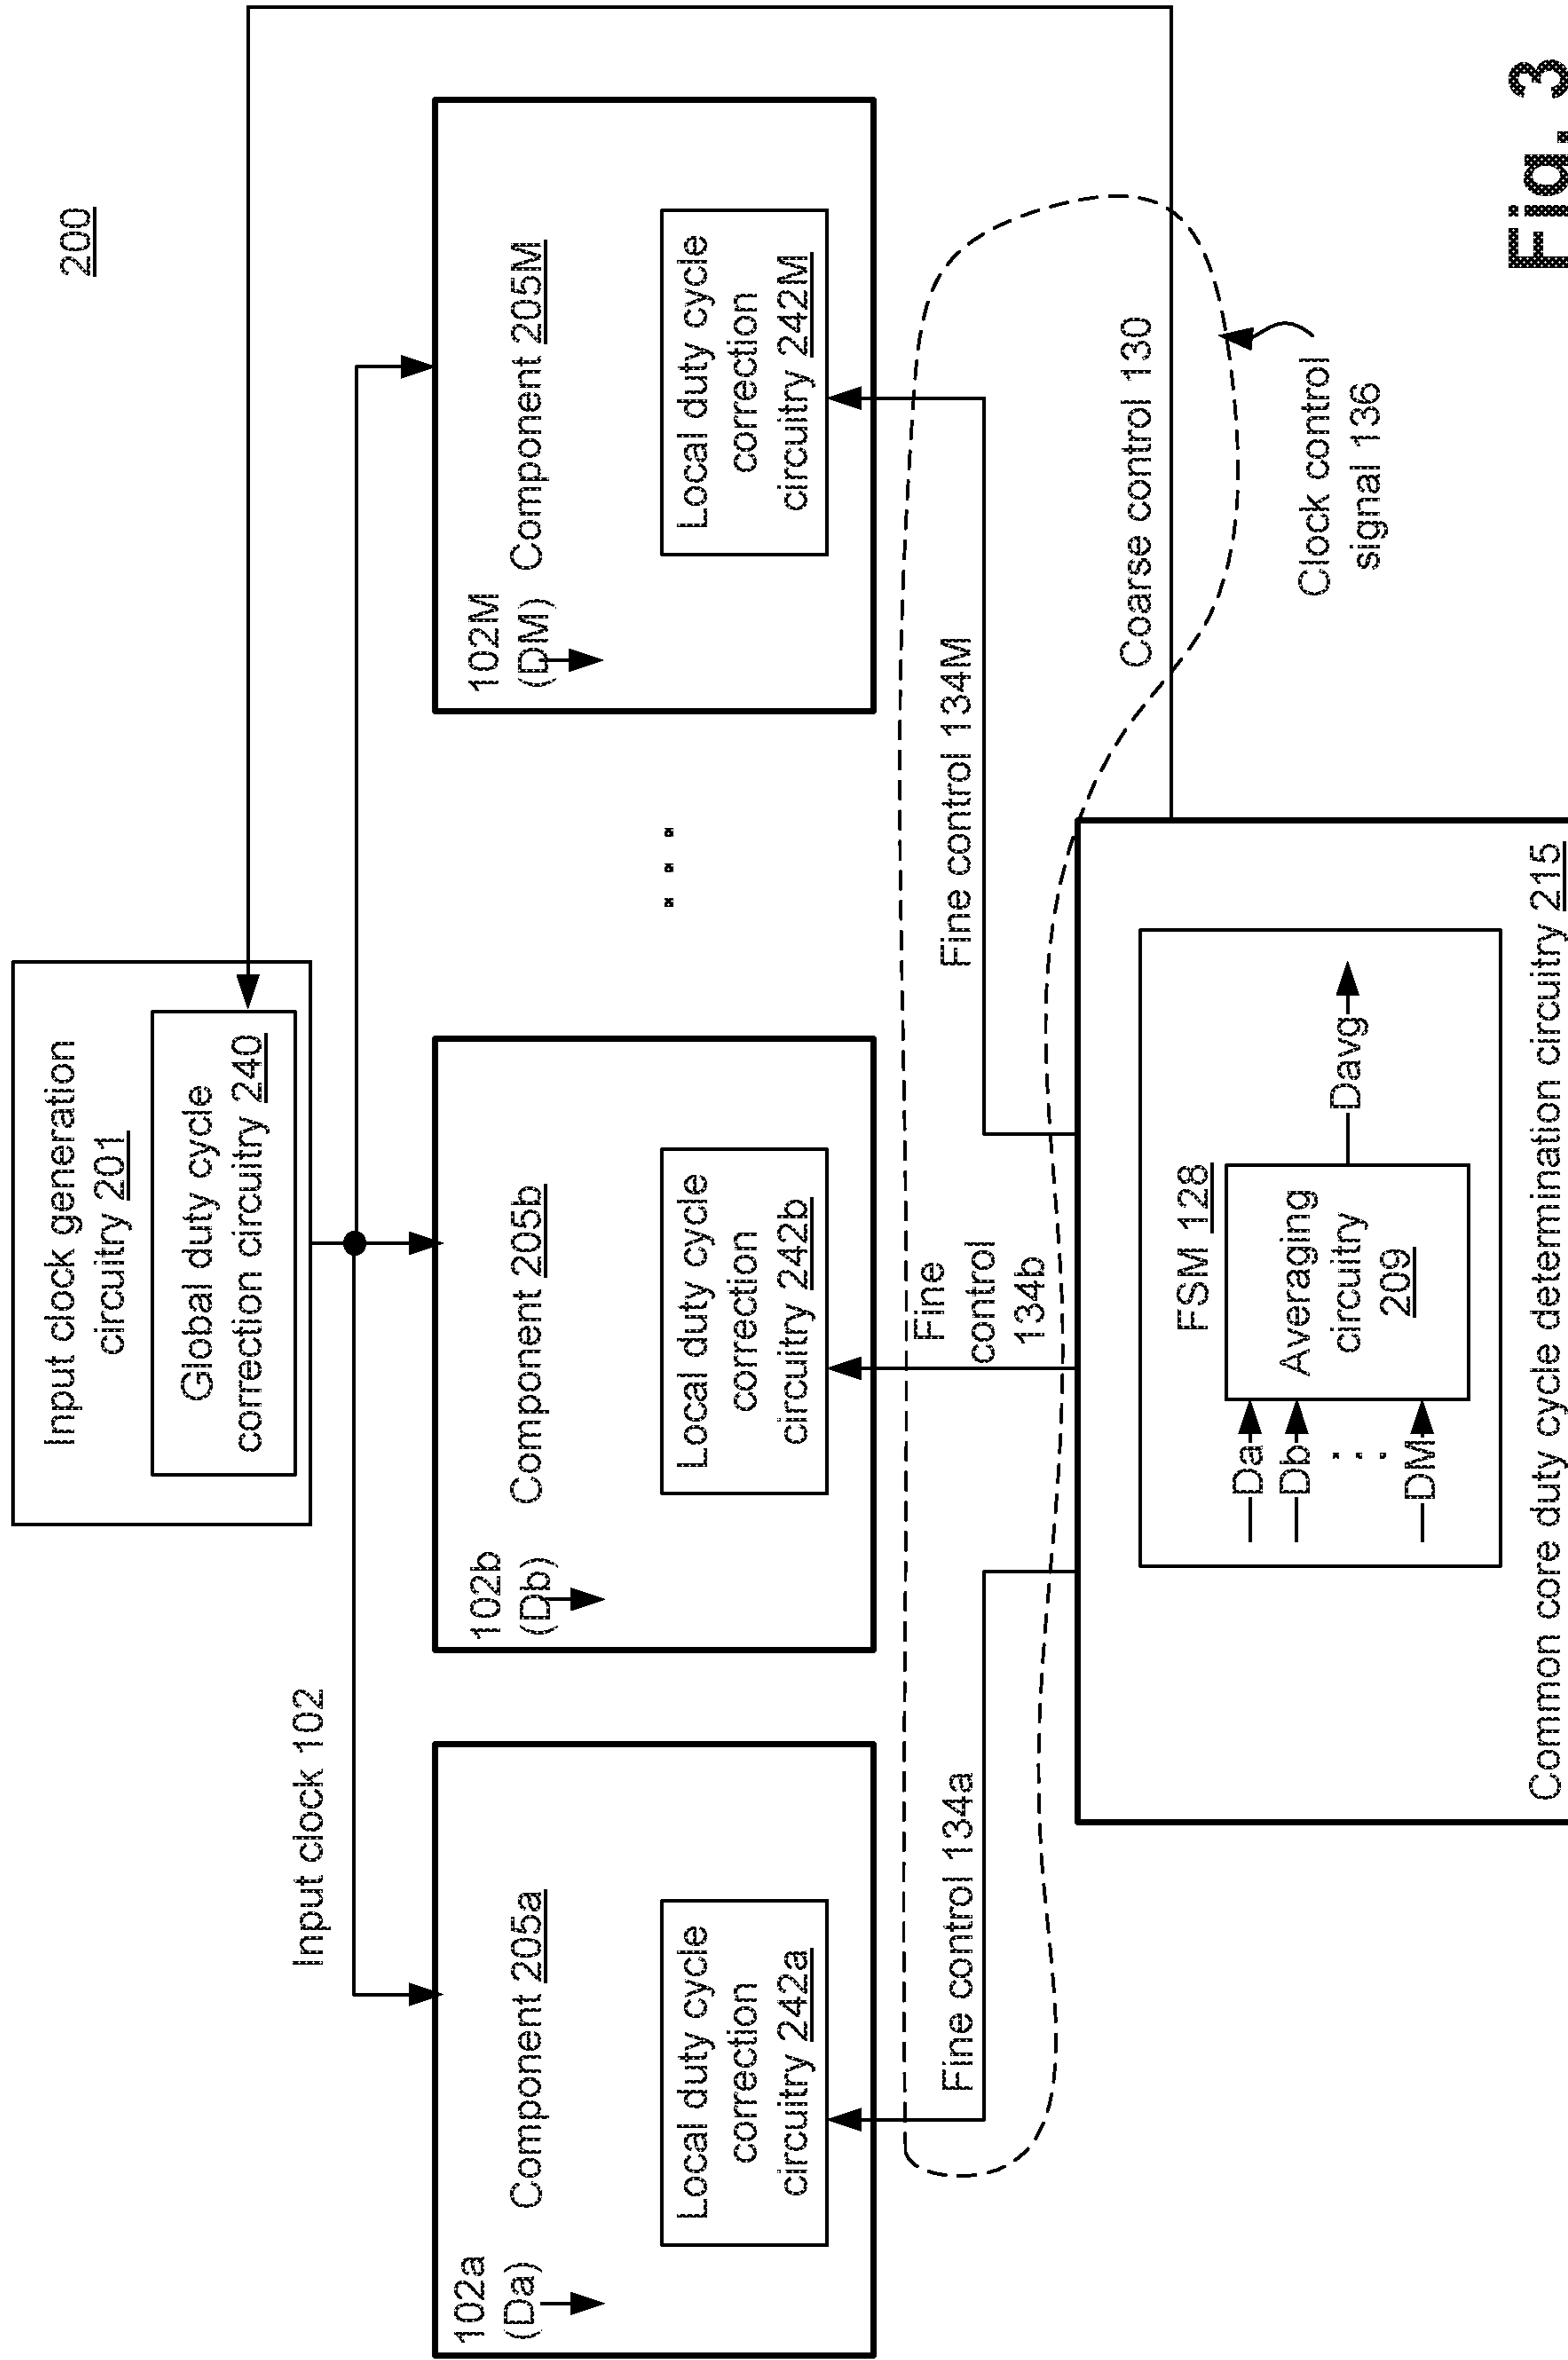 200
Input clock generation
circuitry 201
Global duty cycle
correction circuitry 240
Input clock 102
102a
(Da)
Component 205a
Local duty cycle
correction
circuitry 242a
102b
(Db)
Component 205b
Local duty cycle
correction
circuitry 242b
. . .
102M
(DM)
Component 205M
Local duty cycle
correction
circuitry 242M
Fine control 134a
Fine
control
134b
Fine control 134M
Coarse control 130
Clock control
signal 136
FSM 128
Da
Db
⋮
DM
Averaging
circuitry
209
Davg
Common core duty cycle determination circuitry 215
Fig. 3